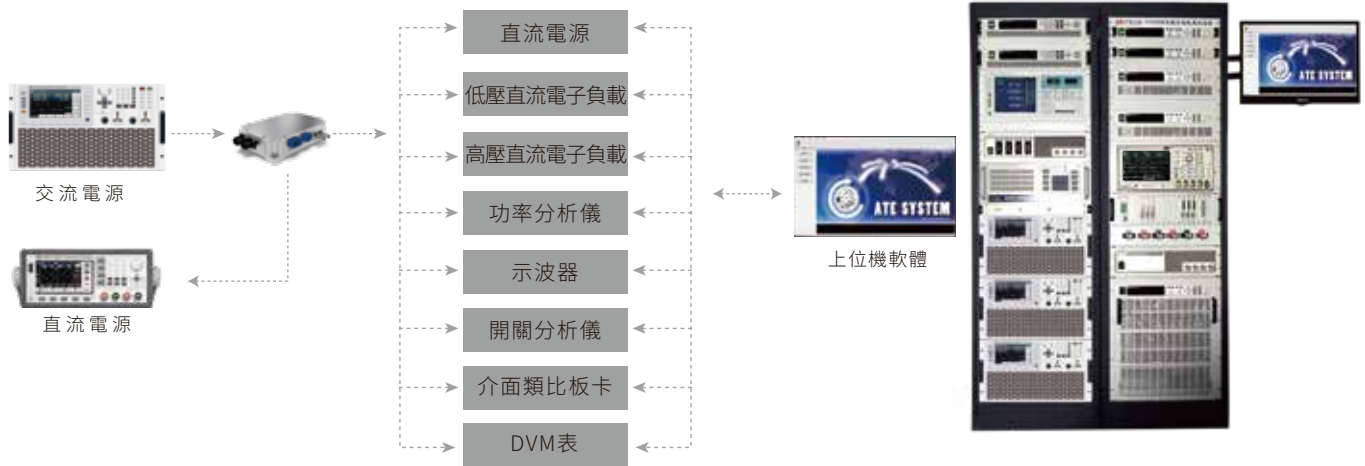 直流電源
低壓直流電子負載
高壓直流電子負載
功率分析儀
示波器
開關分析儀
介面類比板卡
DVM表
交流電源
直流電源
ATE SYSTEM
上位機軟體
ATE SYSTEM